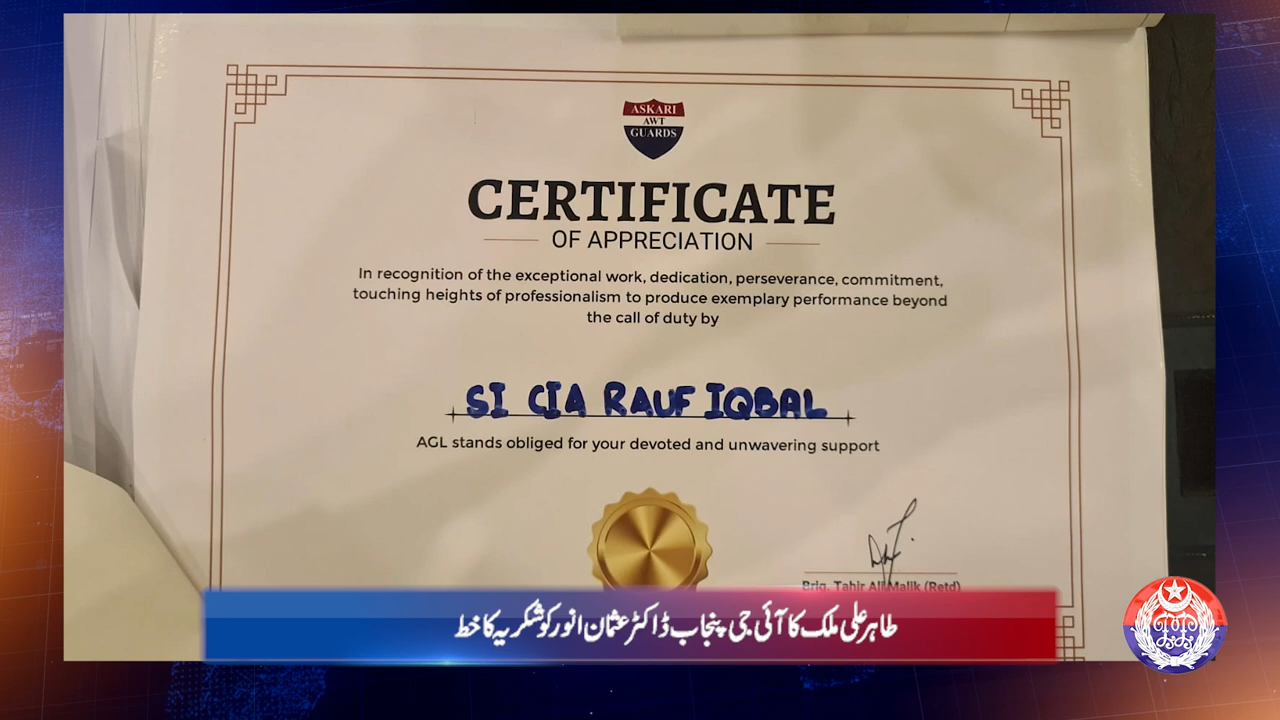 ASKARI
AWT
GUARDS
CERTIFICATE
OF APPRECIATION
In recognition of the exceptional work, dedication, perseverance, commitment,
touching heights of professionalism to produce exemplary performance beyond
the call of duty by
SI CIA RAUF IQBAL
AGL stands obliged for your devoted and unwavering support
Brig. Tahir Ali Malik (Retd)
طاہر علی ملک کا آئی جی پنجاب ڈاکٹر عثمان انور کو شکریہ کا خط